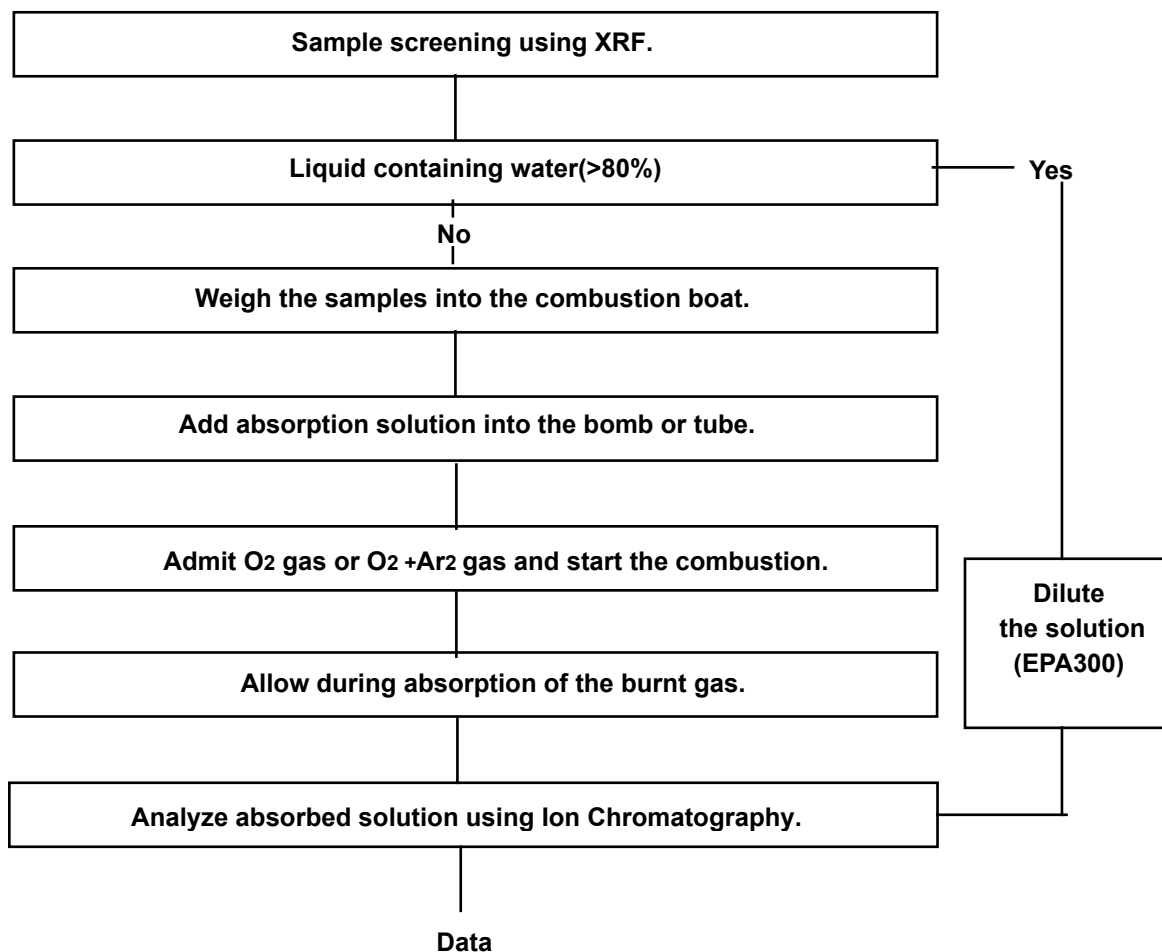 Sample screening using XRF.
Liquid containing water(>80%)
Yes
No
Weigh the samples into the combustion boat.
Add absorption solution into the bomb or tube.
Admit O2 gas or O2 +Ar2 gas and start the combustion.
Dilute
the solution
(EPA300)
Allow during absorption of the burnt gas.
Analyze absorbed solution using Ion Chromatography.
Data